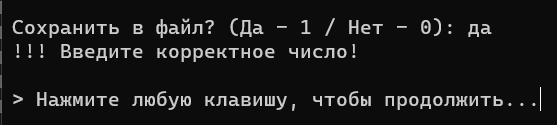 Сохранить в файл? (Да - 1 / Нет - 0): да
!!! Введите корректное число!
> Нажмите любую клавишу, чтобы продолжить...